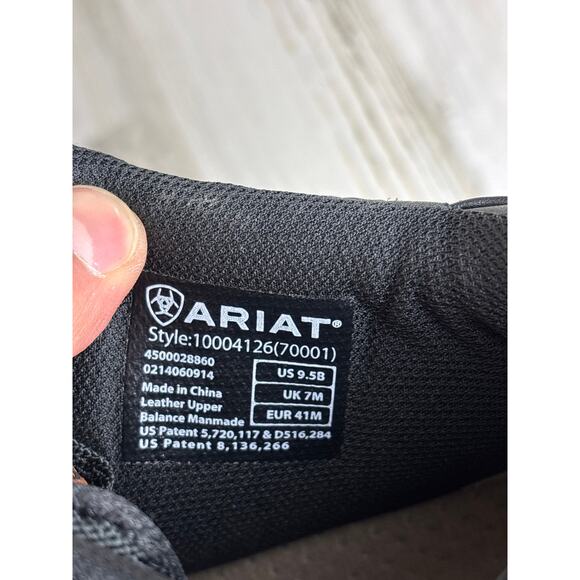 ARIAT®
Style:10004126(70001)
4500028860
0214060914
Made in China
Leather Upper
Balance Manmade
US 9.5B
UK 7M
EUR 41M
US Patent 5,720,117 & D516,284
US Patent 8,136,266